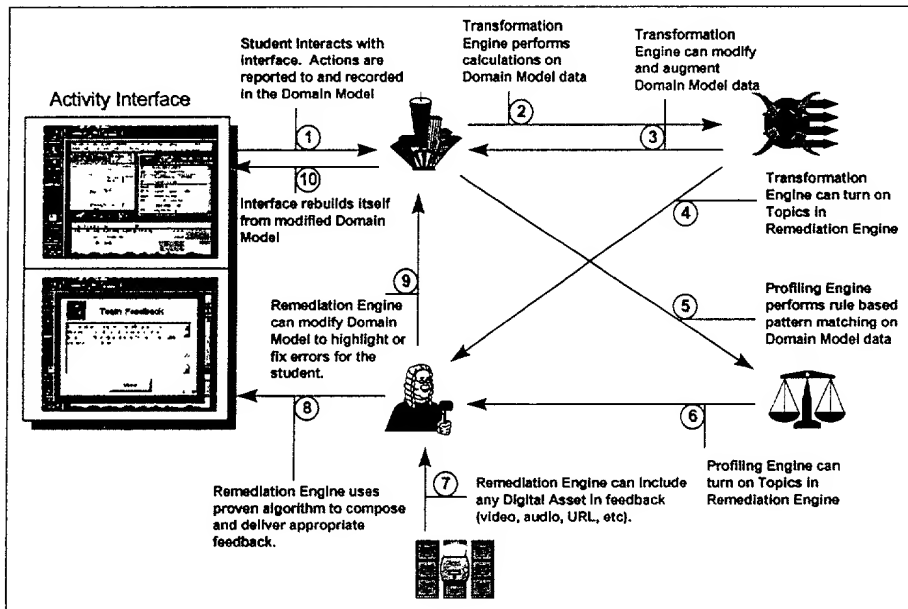 Student Interacts with
interface. Actions are
reported to and recorded
in the Domain Model
Transformation
Engine performs
calculations on
Domain Model data
Transformation
Engine can modify
and augment
Domain Model data
Activity Interface
1
2
3
10
Interface rebuilds itself
from modified Domain
Model
4
Transformation
Engine can turn on
Topics in
Remediation Engine
9
Remediation Engine
can modify Domain
Model to highlight or
fix errors for the
student.
5
Profiling Engine
performs rule based
pattern matching on
Domain Model data
Team Feedback
8
6
Remediation Engine uses
proven algorithm to compose
and deliver appropriate
feedback.
7
Remediation Engine can include
any Digital Asset in feedback
(video, audio, URL, etc).
Profiling Engine can
turn on Topics in
Remediation Engine